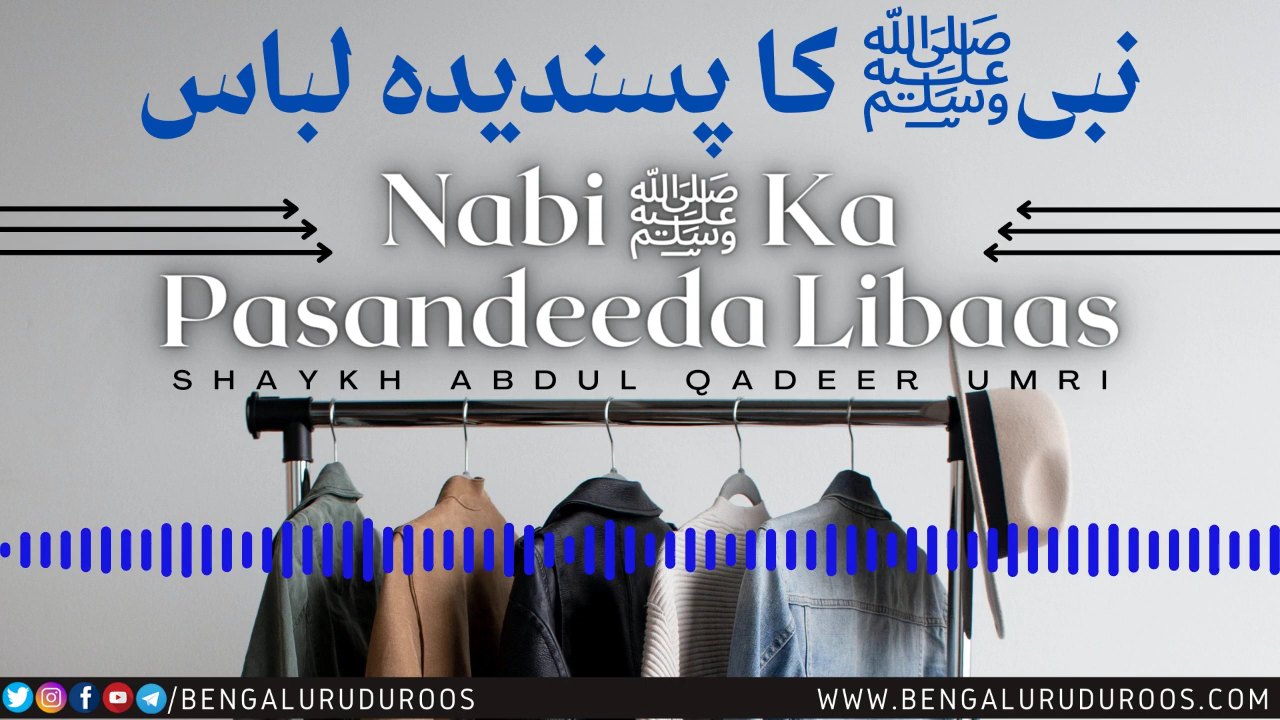 نبی ﷺ کا پسندیدہ لباس
Nabi ﷺ Ka
Pasandeeda Libaas
SHAYKH ABDUL QADEER UMRI
/BENGALURUDUROOS
WWW.BENGALURUDUROOS.COM